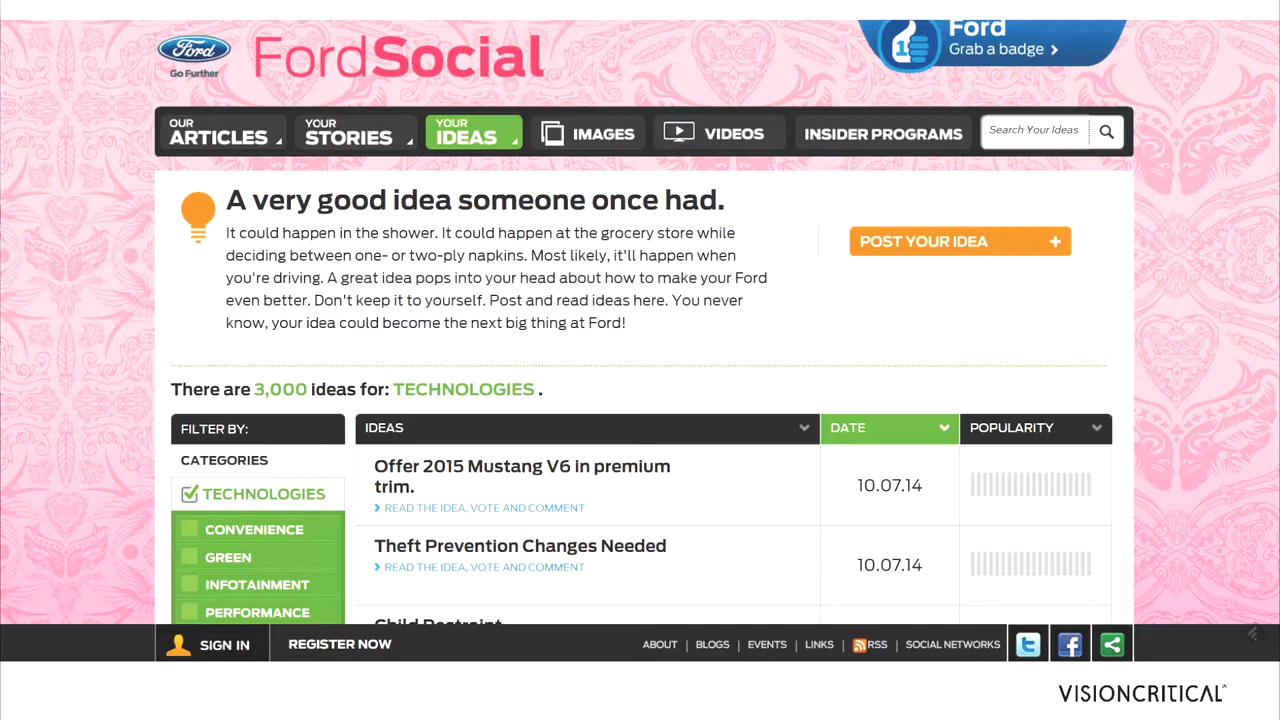 Ford
Go Further
FordSocial
Ford
1
Grab a badge
OUR
ARTICLES
YOUR
STORIES
YOUR
IDEAS
IMAGES
VIDEOS
INSIDER PROGRAMS
Search Your Ideas
A very good idea someone once had.
It could happen in the shower. It could happen at the grocery store while
deciding between one- or two-ply napkins. Most likely, it'll happen when
you're driving. A great idea pops into your head about how to make your Ford
even better. Don't keep it to yourself. Post and read ideas here. You never
know, your idea could become the next big thing at Ford!
POST YOUR IDEA +
There are 3,000 ideas for: TECHNOLOGIES .
FILTER BY:
IDEAS
DATE
POPULARITY
CATEGORIES
TECHNOLOGIES
CONVENIENCE
GREEN
INFOTAINMENT
PERFORMANCE
Offer 2015 Mustang V6 in premium
trim.
READ THE IDEA, VOTE AND COMMENT
10.07.14
Theft Prevention Changes Needed
READ THE IDEA, VOTE AND COMMENT
10.07.14
Child Restraint
SIGN IN
REGISTER NOW
ABOUT | BLOGS | EVENTS | LINKS | RSS | SOCIAL NETWORKS
VISIONCRITICAL